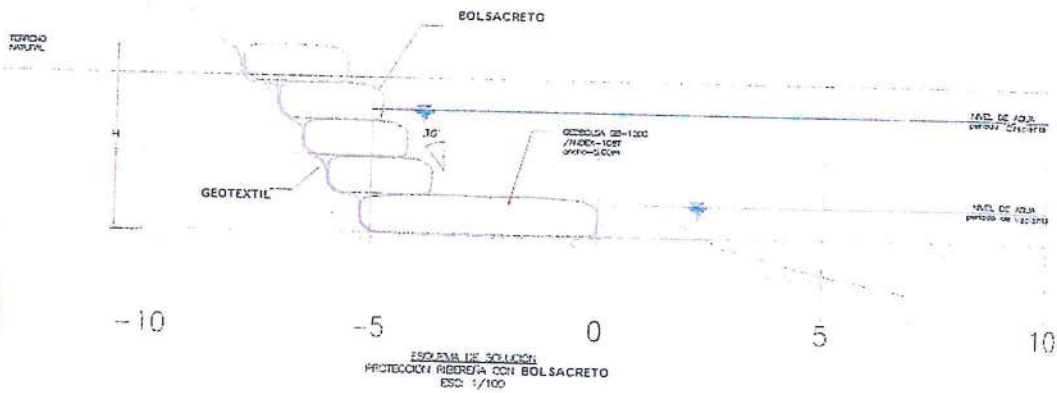 BOLSACRETO
TERRENO
NATURAL
NIVEL DE AGUA
periodo Creciente
H
GEOBOLSA
GEOTEXTIL
NIVEL DE AGUA
periodo de Vaciante
-10
-5
0
5
10
ESQUEMA DE SOLUCION
PROTECCION RIBEREÑA CON BOLSACRETO
ESC: 1/100